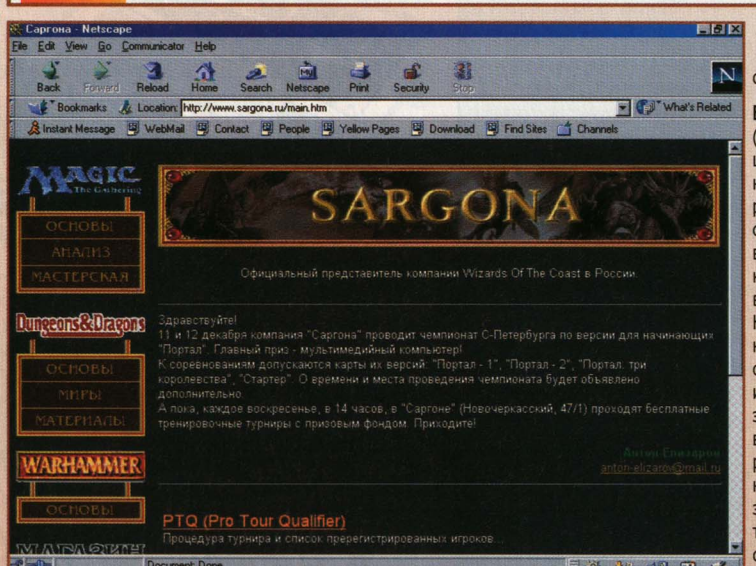 Саргона - Netscape
File Edit View Go Communicator Help
Back Forward Reload Home Search Netscape Print Security Stop
N
Bookmarks Location: http://www.sargona.ru/main.htm What's Related
Instant Message WebMail Contact People Yellow Pages Download Find Sites Channels
MAGIC
The Gathering
ОСНОВЫ
АНАЛИЗ
МАСТЕРСКАЯ
SARGONA
Официальный представитель компании Wizards Of The Coast в России.
Dungeons & Dragons
ОСНОВЫ
МИРЫ
МАТЕРИАЛЫ
Здравствуйте!
11 и 12 декабря компания "Саргона" проводит чемпионат С-Петербурга по версии для начинающих
"Портал". Главный приз - мультимедийный компьютер!
К соревнованиям допускаются карты их версий: "Портал - 1", "Портал - 2", "Портал: три
королевства", "Стартер". О времени и места проведения чемпионата будет объявлено
дополнительно.
А пока, каждое воскресенье, в 14 часов, в "Саргоне" (Новочеркасский, 47/1) проходят бесплатные
тренировочные турниры с призовым фондом. Приходите!
Антон Елизаров
anton-elizarov@mail.ru
WARHAMMER
ОСНОВЫ
МАГАЗИН
PTQ (Pro Tour Qualifier)
Процедура турнира и список пререгистрированных игроков...
Document: Done